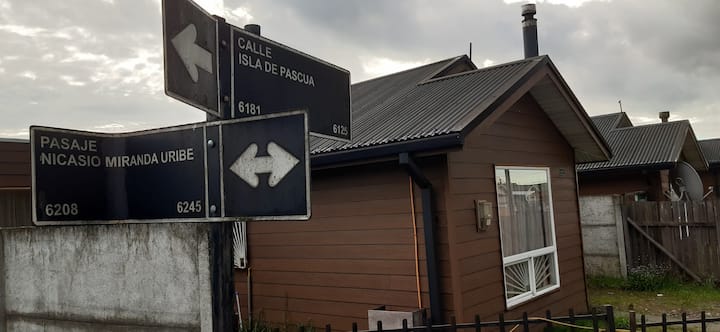 CALLE
ISLA DE PASCUA
6181
6125
PASAJE
NICASIO MIRANDA URIBE
6208
6245